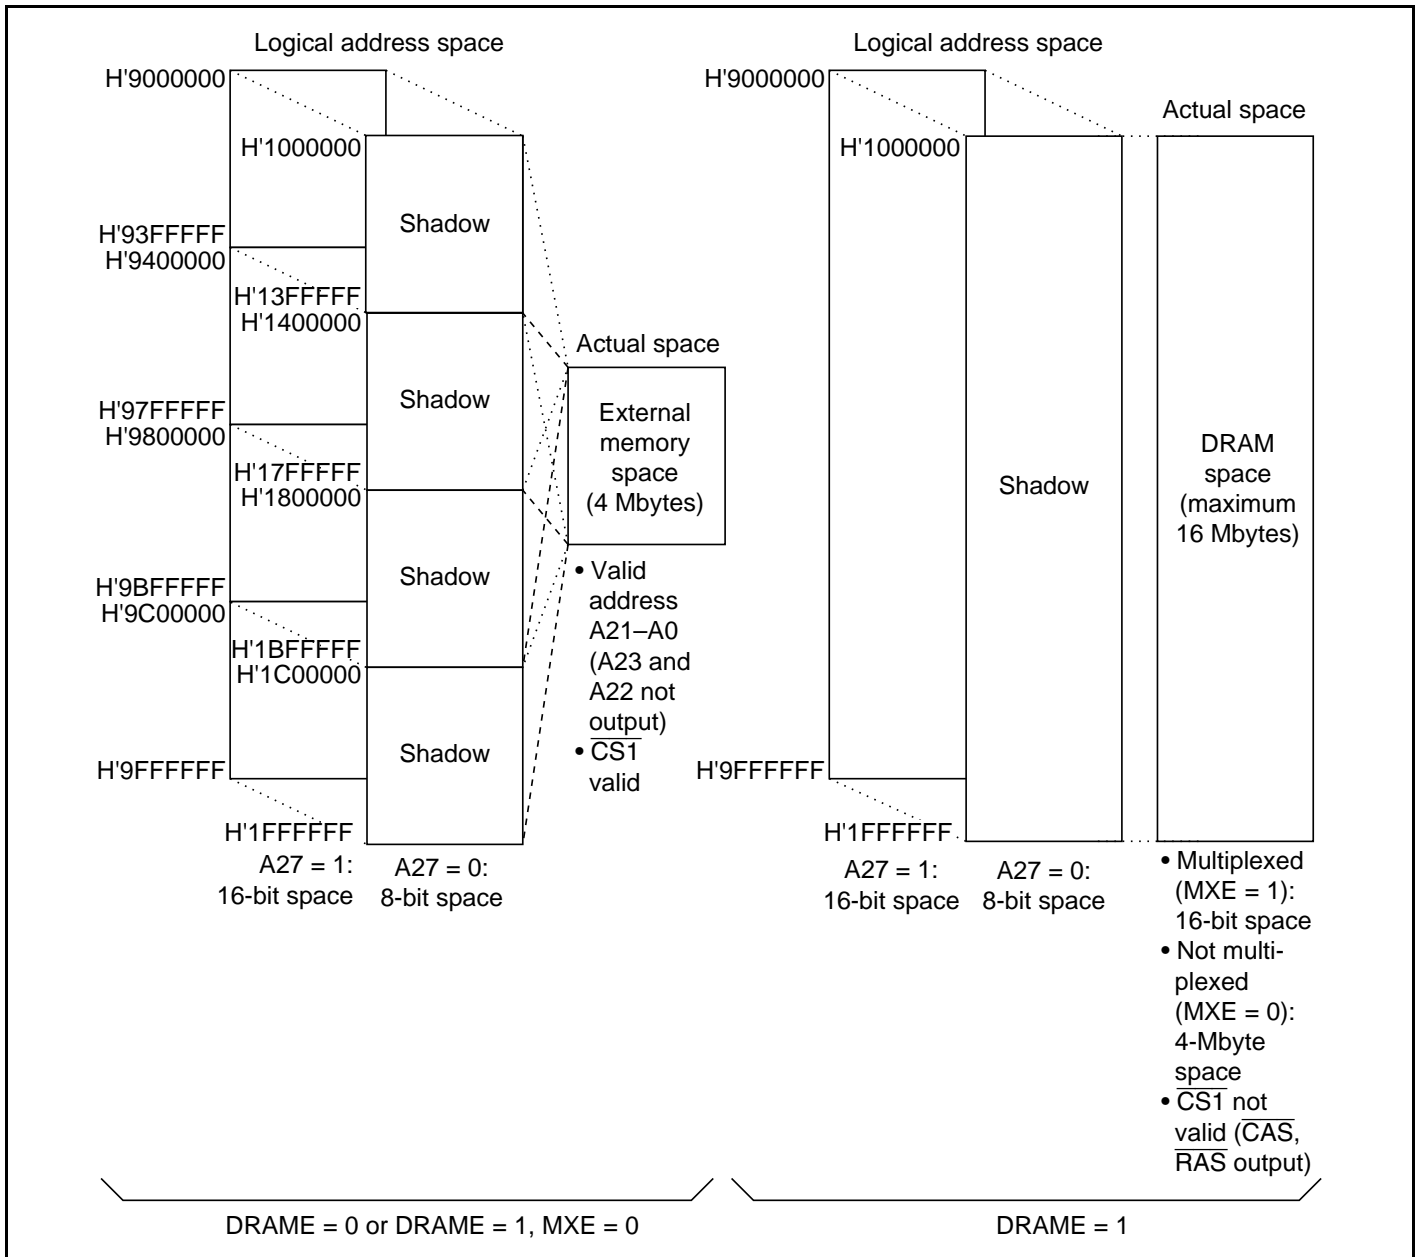 Logical address space
H'9000000
H'1000000
Shadow
H'93FFFFF
H'9400000
H'13FFFFF
H'1400000
Shadow
H'97FFFFF
H'9800000
H'17FFFFF
H'1800000
Shadow
H'9BFFFFF
H'9C00000
H'1BFFFFF
H'1C00000
Shadow
H'9FFFFFF
H'1FFFFFF
A27 = 1:
16-bit space
A27 = 0:
8-bit space
Actual space
External
memory
space
(4 Mbytes)
• Valid
address
A21–A0
(A23 and
A22 not
output)
• CS1
valid
DRAME = 0 or DRAME = 1, MXE = 0
Logical address space
H'9000000
H'1000000
Shadow
H'9FFFFFF
H'1FFFFFF
A27 = 1:
16-bit space
A27 = 0:
8-bit space
Actual space
DRAM
space
(maximum
16 Mbytes)
• Multiplexed
(MXE = 1):
16-bit space
• Not multi-
plexed
(MXE = 0):
4-Mbyte
space
• CS1 not
valid (CAS,
RAS output)
DRAME = 1